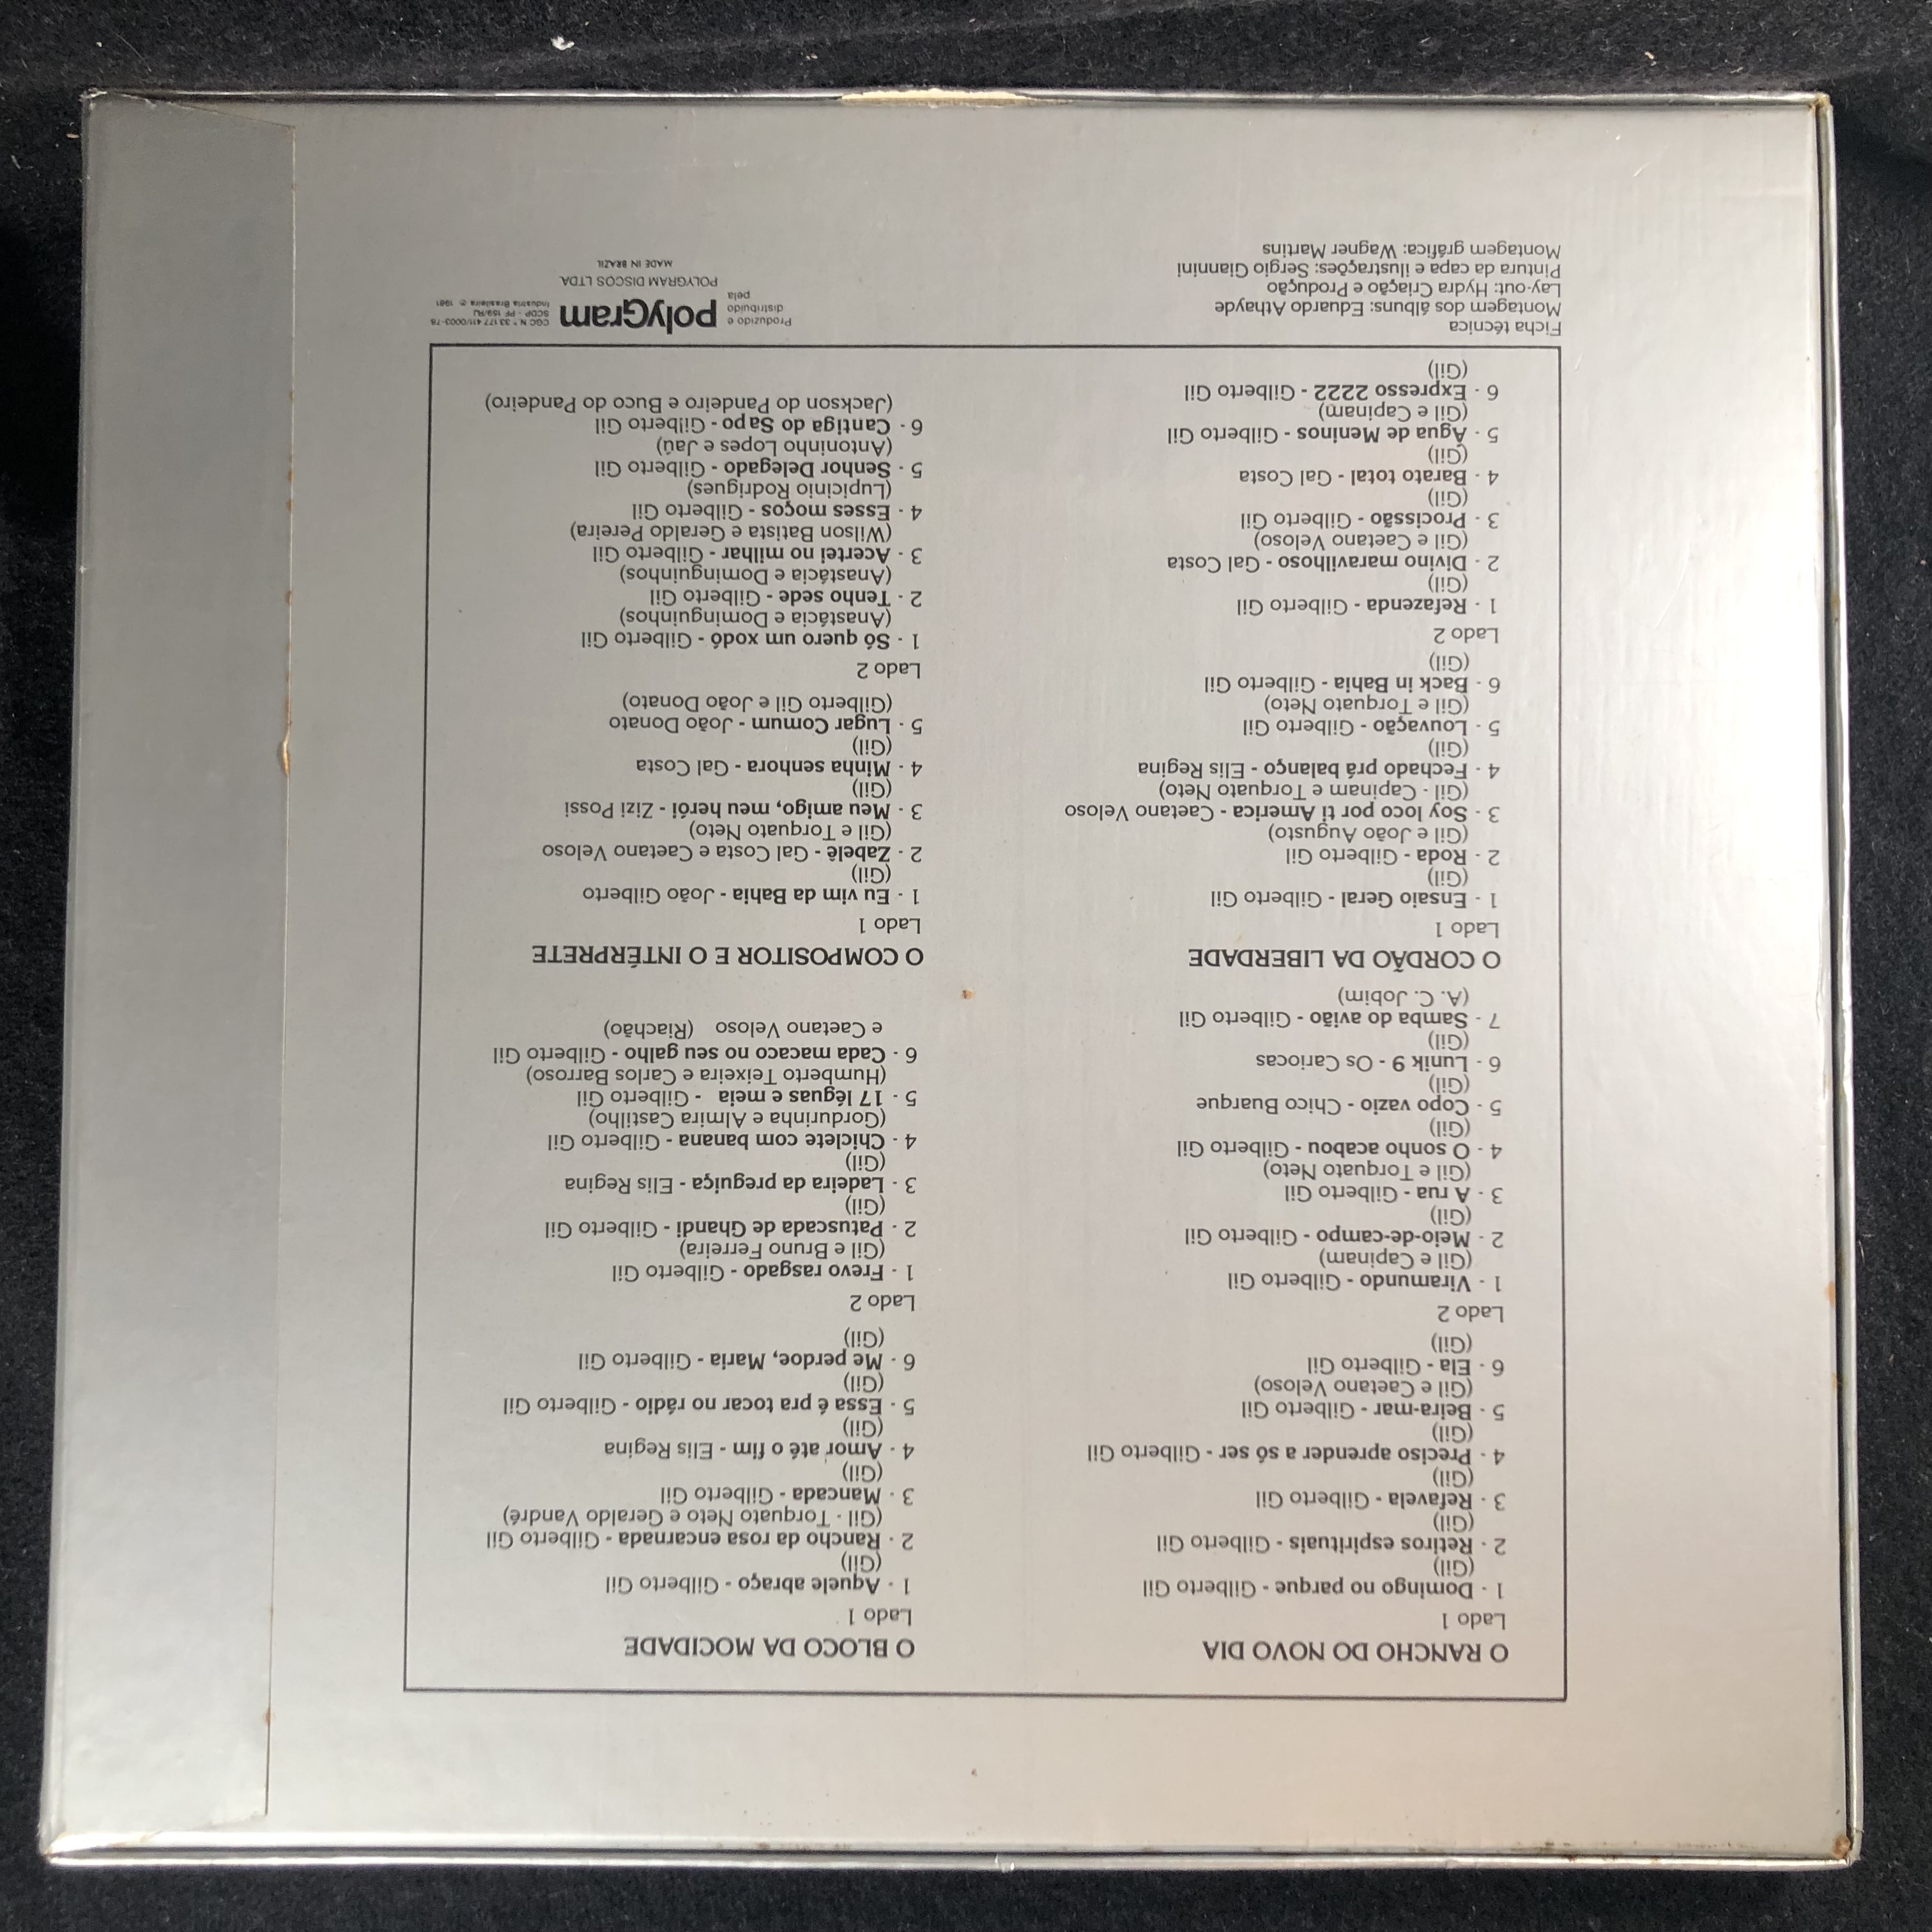 O RANCHO DO NOVO DIA
Lado 1
1 - Domingo no parque - Gilberto Gil
(Gil)
2 - Retiros espirituais - Gilberto Gil
(Gil)
3 - Refavela - Gilberto Gil
(Gil)
4 - Preciso aprender a só ser - Gilberto Gil
(Gil)
5 - Beira-mar - Gilberto Gil
(Gil e Caetano Veloso)
6 - Ela - Gilberto Gil
(Gil)
Lado 2
1 - Viramundo - Gilberto Gil
(Gil e Capinam)
2 - Meio-de-campo - Gilberto Gil
(Gil)
3 - A rua - Gilberto Gil
(Gil e Torquato Neto)
4 - O sonho acabou - Gilberto Gil
(Gil)
5 - Copo vazio - Chico Buarque
(Gil)
6 - Lunik 9 - Os Cariocas
(Gil)
7 - Samba do avião - Gilberto Gil
(A. C. Jobim)
O BLOCO DA MOCIDADE
Lado 1
1 - Aquele abraço - Gilberto Gil
(Gil)
2 - Rancho da rosa encarnada - Gilberto Gil
(Gil - Torquato Neto e Geraldo Vandré)
3 - Mancada - Gilberto Gil
(Gil)
4 - Amor até o fim - Elis Regina
(Gil)
5 - Essa é pra tocar no rádio - Gilberto Gil
(Gil)
6 - Me perdoe, Maria - Gilberto Gil
(Gil)
Lado 2
1 - Frevo rasgado - Gilberto Gil
(Gil e Bruno Ferreira)
2 - Patuscada de Ghandi - Gilberto Gil
(Gil)
3 - Ladeira da preguiça - Elis Regina
(Gil)
4 - Chiclete com banana - Gilberto Gil
(Gordurinha e Almira Castilho)
5 - 17 léguas e meia - Gilberto Gil
(Humberto Teixeira e Carlos Barroso)
6 - Cada macaco no seu galho - Gilberto Gil
e Caetano Veloso (Riachão)
O CORDÃO DA LIBERDADE
Lado 1
1 - Ensaio Geral - Gilberto Gil
(Gil)
2 - Roda - Gilberto Gil
(Gil e João Augusto)
3 - Soy loco por ti America - Caetano Veloso
(Gil - Capinam e Torquato Neto)
4 - Fechado prá balanço - Elis Regina
(Gil)
5 - Louvação - Gilberto Gil
(Gil e Torquato Neto)
6 - Back in Bahia - Gilberto Gil
(Gil)
Lado 2
1 - Refazenda - Gilberto Gil
(Gil)
2 - Divino maravilhoso - Gal Costa
(Gil e Caetano Veloso)
3 - Procissão - Gilberto Gil
(Gil)
4 - Barato total - Gal Costa
(Gil)
5 - Água de Meninos - Gilberto Gil
(Gil e Capinam)
6 - Expresso 2222 - Gilberto Gil
(Gil)
O COMPOSITOR E O INTÉRPRETE
Lado 1
1 - Eu vim da Bahia - João Gilberto
(Gil)
2 - Zabelê - Gal Costa e Caetano Veloso
(Gil e Torquato Neto)
3 - Meu amigo, meu herói - Zizi Possi
(Gil)
4 - Minha senhora - Gal Costa
(Gil)
5 - Lugar Comum - João Donato
(Gilberto Gil e João Donato)
Lado 2
1 - Só quero um xodó - Gilberto Gil
(Anastácia e Dominguinhos)
2 - Tenho sede - Gilberto Gil
(Anastácia e Dominguinhos)
3 - Acertei no milhar - Gilberto Gil
(Wilson Batista e Geraldo Pereira)
4 - Esses moços - Gilberto Gil
(Lupicínio Rodrigues)
5 - Senhor Delegado - Gilberto Gil
(Antoninho Lopes e Jaú)
6 - Cantiga do Sapo - Gilberto Gil
(Jackson do Pandeiro e Buco do Pandeiro)
Ficha técnica
Montagem dos álbuns: Eduardo Athayde
Lay-out: Hydra Criação e Produção
Pintura da capa e ilustrações: Sergio Giannini
Montagem gráfica: Wagner Martins
Produzido e
distribuído
pela
polyGram
POLYGRAM DISCOS LTDA.
MADE IN BRAZIL
CGC N.º 33 177 411/0003-78
SCDP - PF 159/RJ
Industria Brasileira ℗ 1981